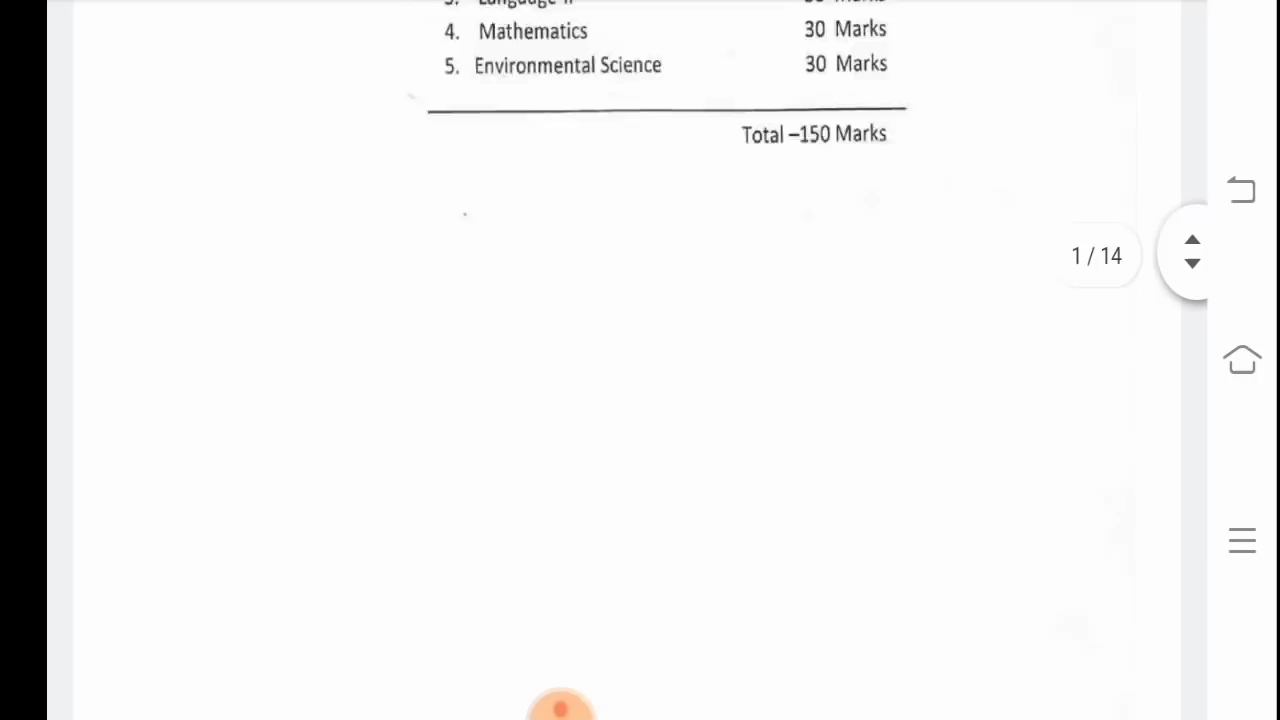 4. Mathematics 30 Marks
5. Environmental Science 30 Marks
Total –150 Marks
1 / 14